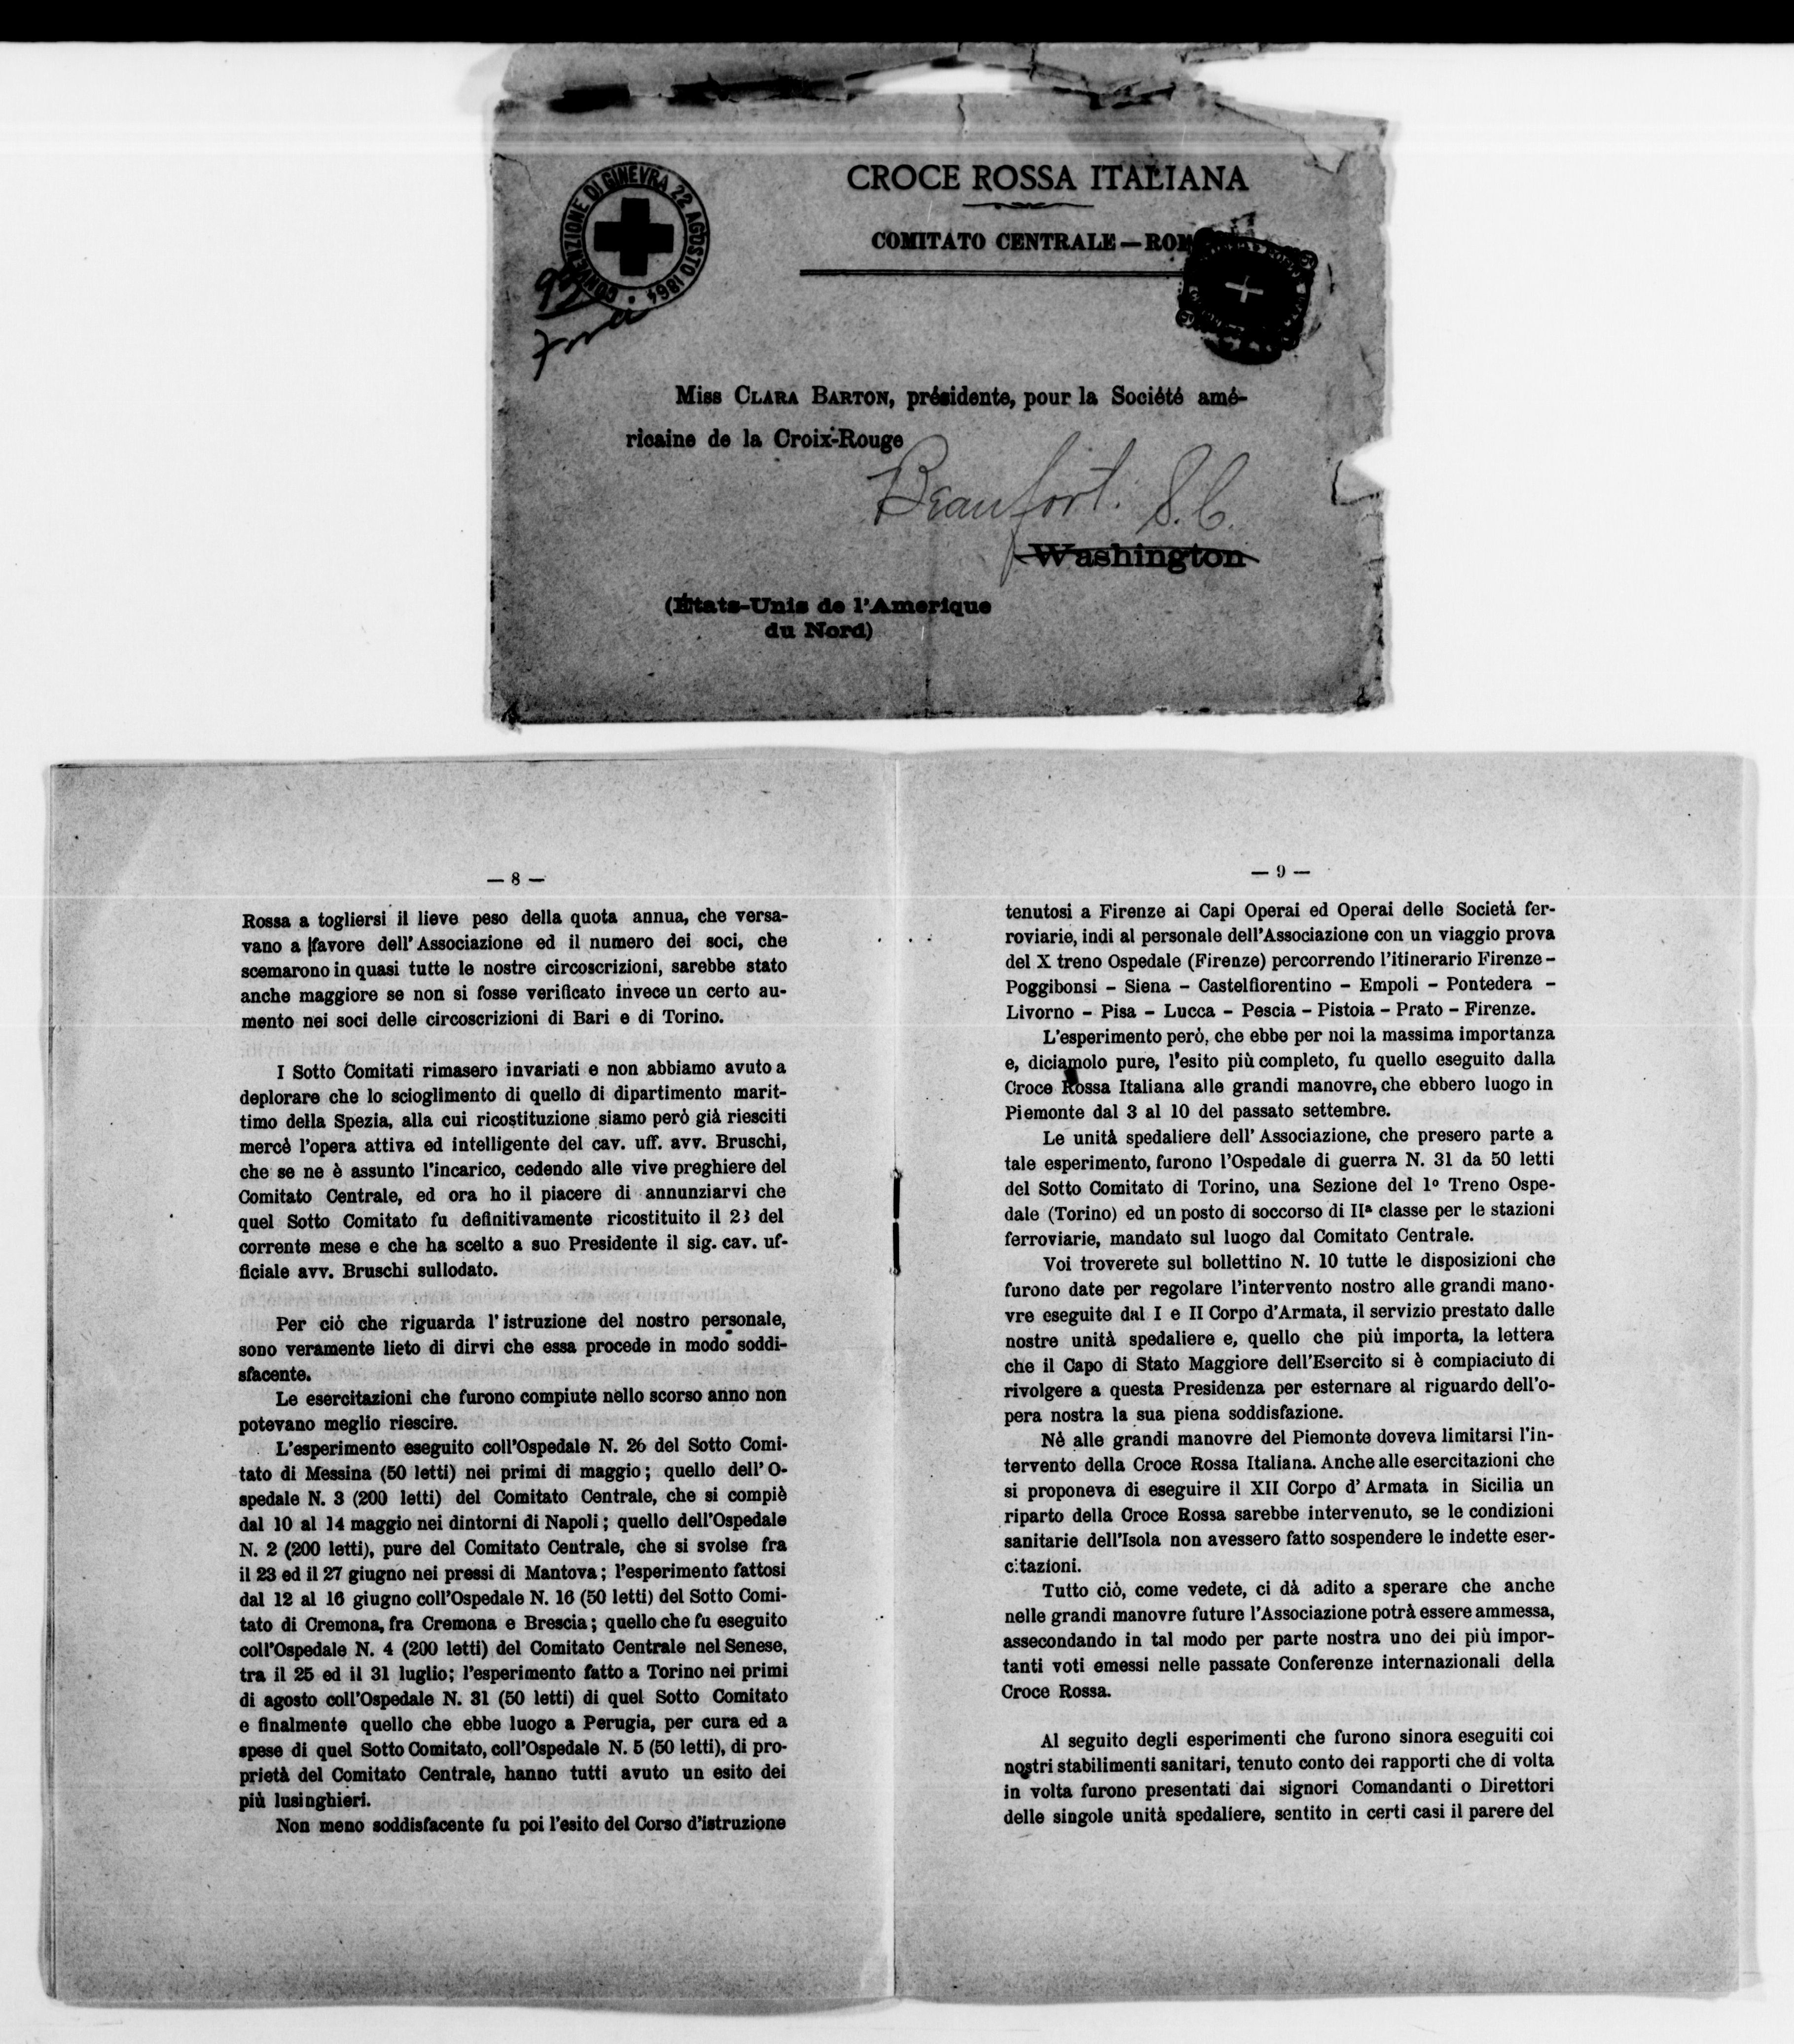 CONVENZIONE DI GINEVRA 22 AGOSTO 1864
CROCE ROSSA ITALIANA
COMITATO CENTRALE — ROM
Miss CLARA BARTON, présidente, pour la Société amé-
ricaine de la Croix-Rouge
Beaufort. S.C.
Washington
(États-Unis de l'Amerique
du Nord)
— 8 —
Rossa a togliersi il lieve peso della quota annua, che versa-
vano a favore dell'Associazione ed il numero dei soci, che
scemarono in quasi tutte le nostre circoscrizioni, sarebbe stato
anche maggiore se non si fosse verificato invece un certo au-
mento nei soci delle circoscrizioni di Bari e di Torino.
I Sotto Comitati rimasero invariati e non abbiamo avuto a
deplorare che lo scioglimento di quello di dipartimento marit-
timo della Spezia, alla cui ricostituzione siamo però già riesciti
mercè l'opera attiva ed intelligente del cav. uff. avv. Bruschi,
che se ne è assunto l'incarico, cedendo alle vive preghiere del
Comitato Centrale, ed ora ho il piacere di annunziarvi che
quel Sotto Comitato fu definitivamente ricostituito il 23 del
corrente mese e che ha scelto a suo Presidente il sig. cav. uf-
ficiale avv. Bruschi sullodato.
Per ciò che riguarda l'istruzione del nostro personale,
sono veramente lieto di dirvi che essa procede in modo soddi-
sfacente.
Le esercitazioni che furono compiute nello scorso anno non
potevano meglio riescire.
L'esperimento eseguito coll'Ospedale N. 26 del Sotto Comi-
tato di Messina (50 letti) nei primi di maggio; quello dell'O-
spedale N. 3 (200 letti) del Comitato Centrale, che si compiè
dal 10 al 14 maggio nei dintorni di Napoli; quello dell'Ospedale
N. 2 (200 letti), pure del Comitato Centrale, che si svolse fra
il 23 ed il 27 giugno nei pressi di Mantova; l'esperimento fattosi
dal 12 al 16 giugno coll'Ospedale N. 16 (50 letti) del Sotto Comi-
tato di Cremona, fra Cremona e Brescia; quello che fu eseguito
coll'Ospedale N. 4 (200 letti) del Comitato Centrale nel Senese,
tra il 25 ed il 31 luglio; l'esperimento fatto a Torino nei primi
di agosto coll'Ospedale N. 31 (50 letti) di quel Sotto Comitato
e finalmente quello che ebbe luogo a Perugia, per cura ed a
spese di quel Sotto Comitato, coll'Ospedale N. 5 (50 letti), di pro-
prietà del Comitato Centrale, hanno tutti avuto un esito dei
più lusinghieri.
Non meno soddisfacente fu poi l'esito del Corso d'istruzione
— 9 —
tenutosi a Firenze ai Capi Operai ed Operai delle Società fer-
roviarie, indi al personale dell'Associazione con un viaggio prova
del X treno Ospedale (Firenze) percorrendo l'itinerario Firenze –
Poggibonsi – Siena – Castelfiorentino – Empoli – Pontedera –
Livorno – Pisa – Lucca – Pescia – Pistoia – Prato – Firenze.
L'esperimento però, che ebbe per noi la massima importanza
e, diciamolo pure, l'esito più completo, fu quello eseguito dalla
Croce Rossa Italiana alle grandi manovre, che ebbero luogo in
Piemonte dal 3 al 10 del passato settembre.
Le unità spedaliere dell'Associazione, che presero parte a
tale esperimento, furono l'Ospedale di guerra N. 31 da 50 letti
del Sotto Comitato di Torino, una Sezione del 1º Treno Ospe-
dale (Torino) ed un posto di soccorso di IIª classe per le stazioni
ferroviarie, mandato sul luogo dal Comitato Centrale.
Voi troverete sul bollettino N. 10 tutte le disposizioni che
furono date per regolare l'intervento nostro alle grandi mano-
vre eseguite dal I e II Corpo d'Armata, il servizio prestato dalle
nostre unità spedaliere e, quello che più importa, la lettera
che il Capo di Stato Maggiore dell'Esercito si è compiaciuto di
rivolgere a questa Presidenza per esternare al riguardo dell'o-
pera nostra la sua piena soddisfazione.
Nè alle grandi manovre del Piemonte doveva limitarsi l'in-
tervento della Croce Rossa Italiana. Anche alle esercitazioni che
si proponeva di eseguire il XII Corpo d'Armata in Sicilia un
riparto della Croce Rossa sarebbe intervenuto, se le condizioni
sanitarie dell'Isola non avessero fatto sospendere le indette eser-
citazioni.
Tutto ciò, come vedete, ci dà adito a sperare che anche
nelle grandi manovre future l'Associazione potrà essere ammessa,
assecondando in tal modo per parte nostra uno dei più impor-
tanti voti emessi nelle passate Conferenze internazionali della
Croce Rossa.
Al seguito degli esperimenti che furono sinora eseguiti coi
nostri stabilimenti sanitari, tenuto conto dei rapporti che di volta
in volta furono presentati dai signori Comandanti o Direttori
delle singole unità spedaliere, sentito in certi casi il parere del